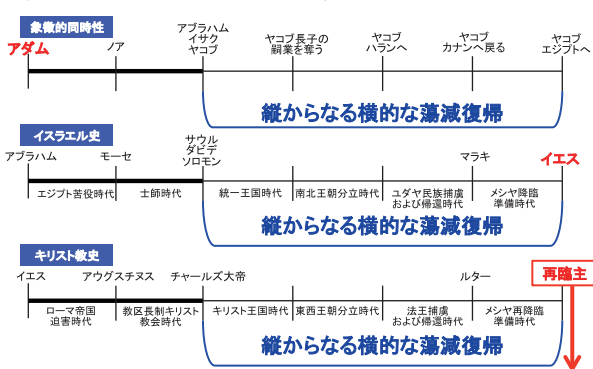 象徴的同時性
アダム
ノア
アブラハム
イサク
ヤコブ
ヤコブ長子の
嗣業を奪う
ヤコブ
ハランへ
ヤコブ
カナンへ戻る
ヤコブ
エジプトへ
縦からなる横的な蕩減復帰
イスラエル史
アブラハム
モーセ
サウル
ダビデ
ソロモン
マラキ
イエス
エジプト苦役時代
士師時代
統一王国時代
南北王朝分立時代
ユダヤ民族捕虜
および帰還時代
メシヤ降臨
準備時代
縦からなる横的な蕩減復帰
キリスト教史
イエス
アウグスチヌス
チャールズ大帝
ルター
再臨主
ローマ帝国
迫害時代
教区長制キリスト
教会時代
キリスト王国時代
東西王朝分立時代
法王捕虜
および帰還時代
メシヤ再降臨
準備時代
縦からなる横的な蕩減復帰